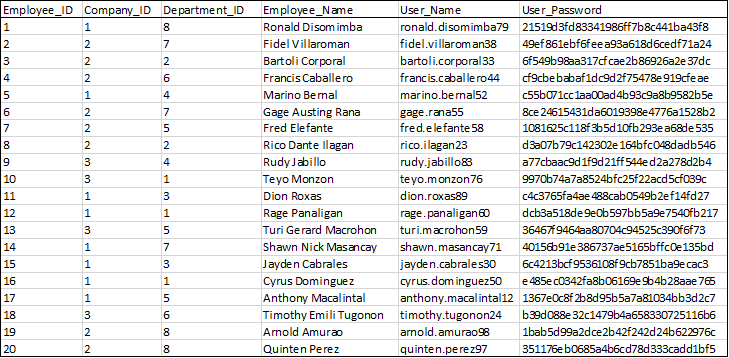 Employee_ID Company_ID Department_ID Employee_Name User_Name User_Password
1 1 8 Ronald Disomimba ronald.disomimba79 21519d3fd83341986ff7b8c441ba43f8
2 2 7 Fidel Villaroman fidel.villaroman38 49ef861ebf6feea93a618d6cedf71a24
3 2 2 Bartoli Corporal bartoli.corporal33 6f549b98aa317cfcae2b86926a2e37dc
4 2 6 Francis Caballero francis.caballero44 cf9cbebabaf1dc9d2f75478e919cfeae
5 1 4 Marino Bernal marino.bernal52 c55b071cc1aa00ad4b93c9a8b9582b5e
6 2 7 Gage Austing Rana gage.rana55 8ce24615431da6019398e4776a1528b2
7 2 5 Fred Elefante fred.elefante58 1081625c118f3b5d10fb293ea68de535
8 2 2 Rico Dante Ilagan rico.ilagan23 d3a07b79c142302e164bfc048dadb546
9 3 4 Rudy Jabillo rudy.jabillo83 a77cbaac9d1f9d21ff544ed2a278d2b4
10 3 1 Teyo Monzon teyo.monzon76 9970b74a7a8524bfc25f22acd5cf039c
11 1 3 Dion Roxas dion.roxas89 c4c3765fa4ae488cab0549b2ef14fd27
12 1 1 Rage Panaligan rage.panaligan60 dcb3a518de9e0b597bb5a9e7540fb217
13 3 5 Turi Gerard Macrohon turi.macrohon59 36467f9464aa80704c94525c390f6f73
14 1 7 Shawn Nick Masancay shawn.masancay71 40156b91e386737ae5165bffc0e135bd
15 1 3 Jayden Cabrales jayden.cabrales30 6c4213bcf9536108f9cb7851ba9ecac3
16 1 1 Cyrus Dominguez cyrus.dominguez50 e485ec0342fa8b06169e9b4b28aae765
17 1 5 Anthony Macalintal anthony.macalintal12 1367e0c8f2b8d95b5a7a81034bb3d2c7
18 3 6 Timothy Emili Tugonon timothy.tugonon24 b39d088e32c1479b4a658330725116b6
19 2 8 Arnold Amurao arnold.amurao98 1bab5d99a2dce2b42f242d24b622976c
20 2 8 Quinten Perez quinten.perez97 351176eb0685a4b6cd78d333cadd1bf5